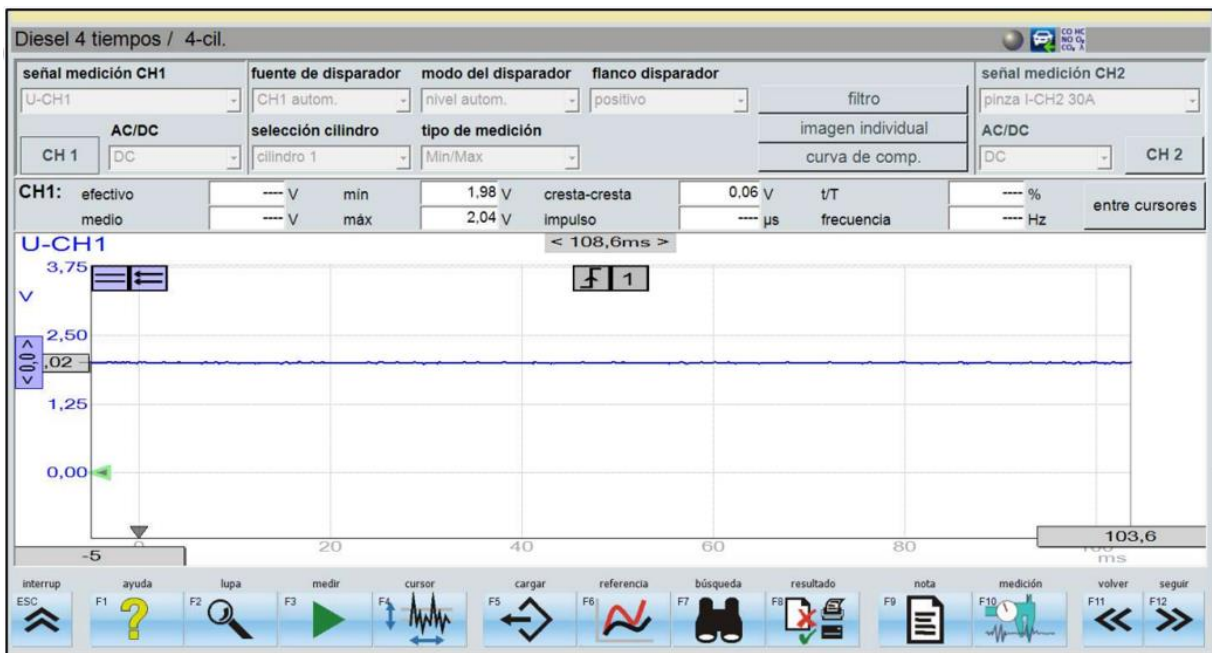 Diesel 4 tiempos / 4-cil.
CO HC
NO O₂
CO₂ λ
señal medición CH1
fuente de disparador
modo del disparador
flanco disparador
señal medición CH2
U-CH1
CH1 autom.
nivel autom.
positivo
filtro
pinza I-CH2 30A
AC/DC
selección cilindro
tipo de medición
imagen individual
AC/DC
CH 1
DC
cilindro 1
Min/Max
curva de comp.
DC
CH 2
CH1: efectivo ---- V mín 1,98 V cresta-cresta 0,06 V t/T ---- %
medio ---- V máx 2,04 V impulso ---- µs frecuencia ---- Hz
entre cursores
U-CH1
< 108,6ms >
3,75
1
V
2,50
,02
1,25
0,00
-5
0 20 40 60 80
103,6
ms
interrup ayuda lupa medir cursor cargar referencia búsqueda resultado nota medición volver seguir
ESC F1 F2 F3 F4 F5 F6 F7 F8 F9 F10 F11 F12